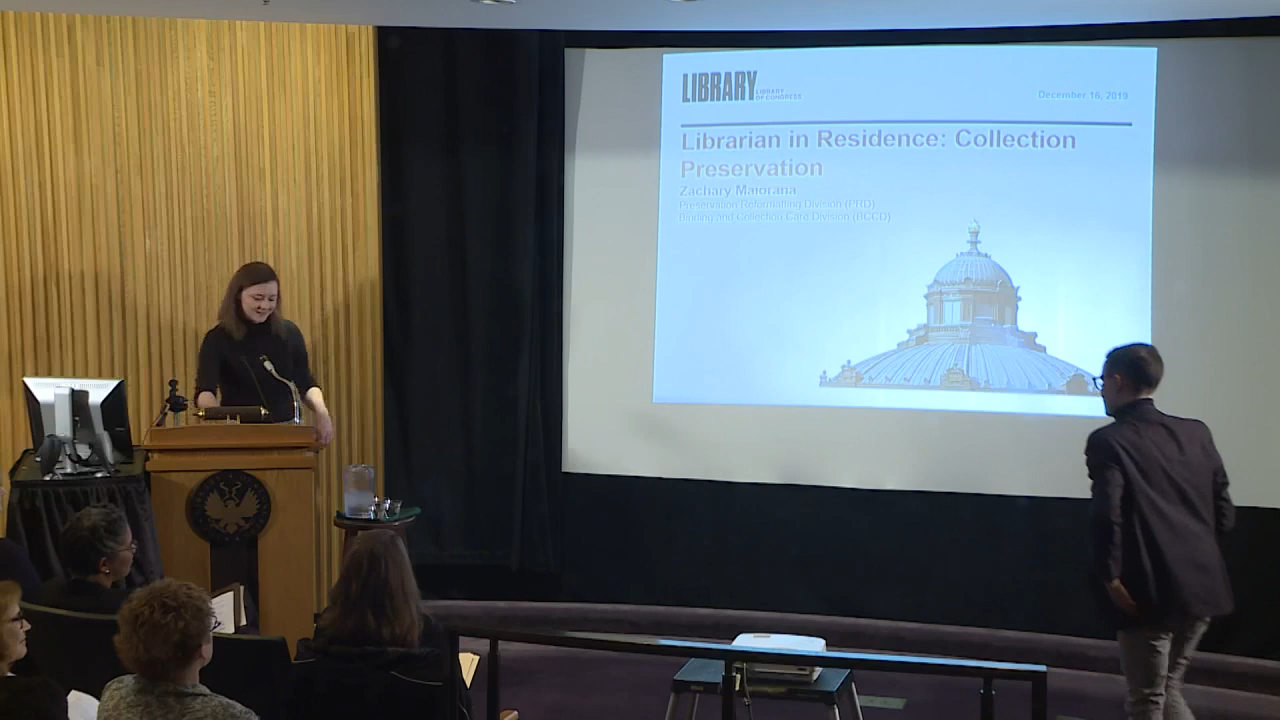 LIBRARY
LIBRARY
OF CONGRESS
December 16, 2019
Librarian in Residence: Collection
Preservation
Zachary Maiorana
Preservation Reformatting Division (PRD)
Binding and Collection Care Division (BCCD)